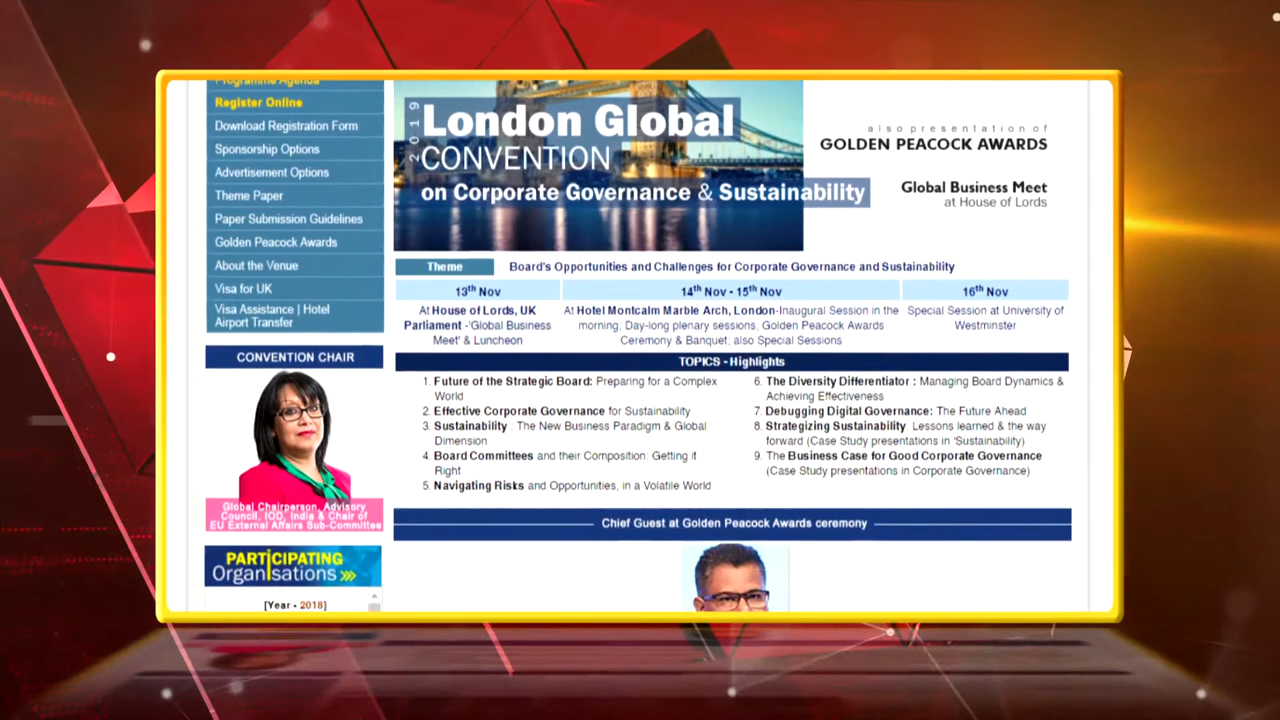 Programme Agenda
Register Online
Download Registration Form
Sponsorship Options
Advertisement Options
Theme Paper
Paper Submission Guidelines
Golden Peacock Awards
About the Venue
Visa for UK
Visa Assistance | Hotel
Airport Transfer
CONVENTION CHAIR
Global Chairperson, Advisory
Council, IOD, India & Chair of
EU External Affairs Sub-Committee
PARTICIPATING
Organisations
[Year - 2018]
2019
London Global
CONVENTION
on Corporate Governance & Sustainability
also presentation of
GOLDEN PEACOCK AWARDS
Global Business Meet
at House of Lords
Theme Board's Opportunities and Challenges for Corporate Governance and Sustainability
13th Nov
At House of Lords, UK
Parliament -'Global Business
Meet' & Luncheon
14th Nov - 15th Nov
At Hotel Montcalm Marble Arch, London-Inaugural Session in the
morning; Day-long plenary sessions, Golden Peacock Awards
Ceremony & Banquet; also Special Sessions
16th Nov
Special Session at University of
Westminster
TOPICS - Highlights
1. Future of the Strategic Board: Preparing for a Complex
World
2. Effective Corporate Governance for Sustainability
3. Sustainability : The New Business Paradigm & Global
Dimension
4. Board Committees and their Composition: Getting it
Right
5. Navigating Risks and Opportunities, in a Volatile World
6. The Diversity Differentiator : Managing Board Dynamics &
Achieving Effectiveness
7. Debugging Digital Governance: The Future Ahead
8. Strategizing Sustainability: Lessons learned & the way
forward (Case Study presentations in 'Sustainability)
9. The Business Case for Good Corporate Governance
(Case Study presentations in Corporate Governance)
Chief Guest at Golden Peacock Awards ceremony